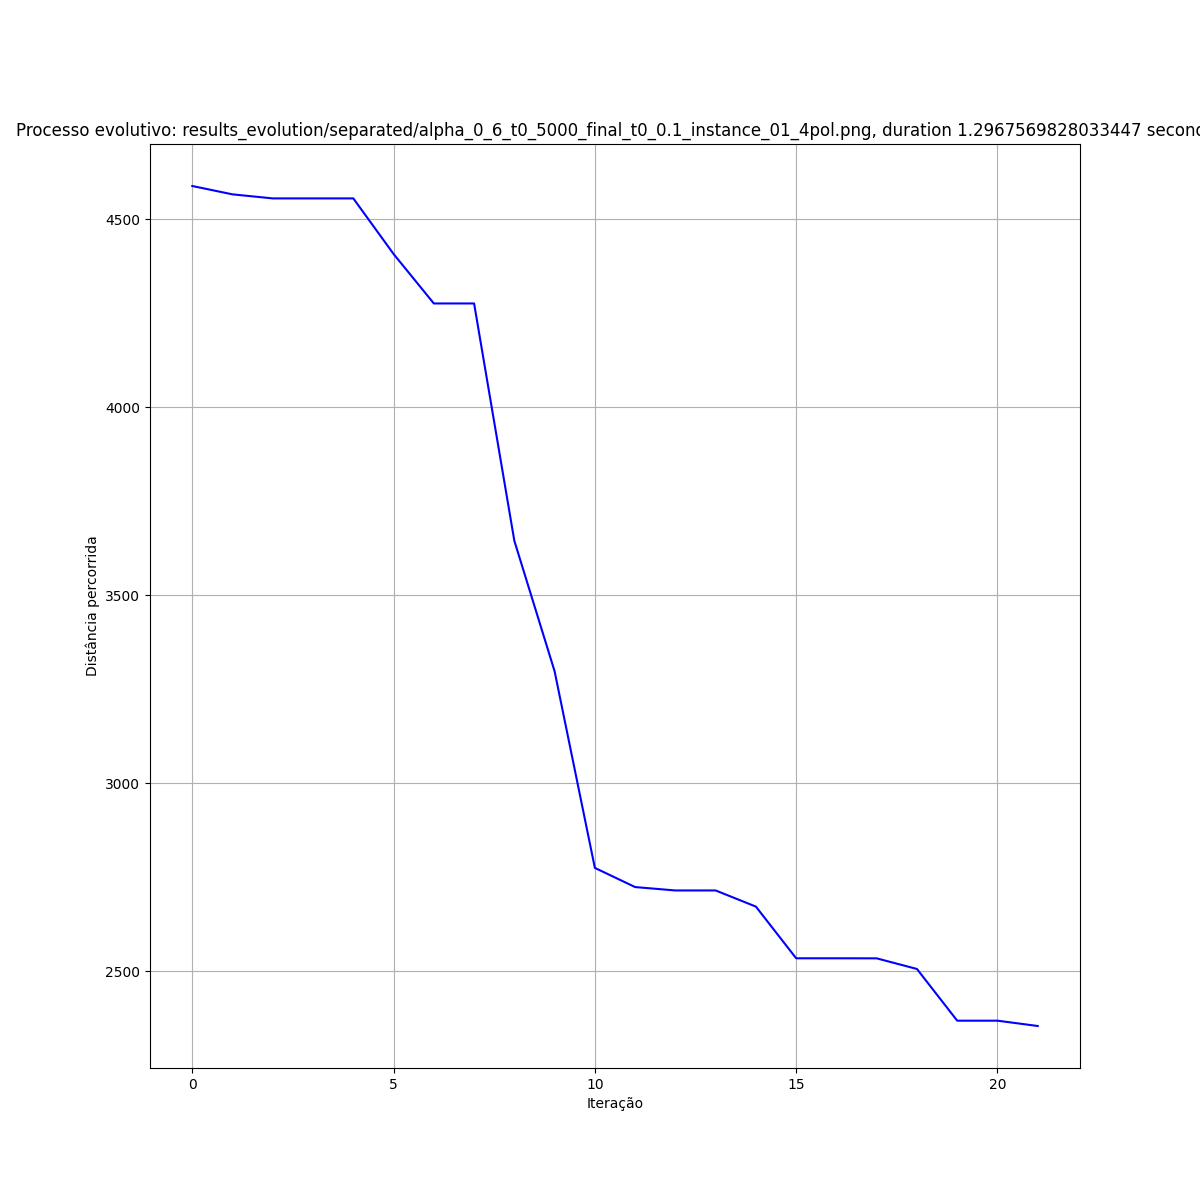 Processo evolutivo: results_evolution/separated/alpha_0_6_t0_5000_final_t0_0.1_instance_01_4pol.png, duration 1.2967569828033447
4500
4000
3500
3000
2500
Distância percorrida
0 5 10 15 20
Iteração